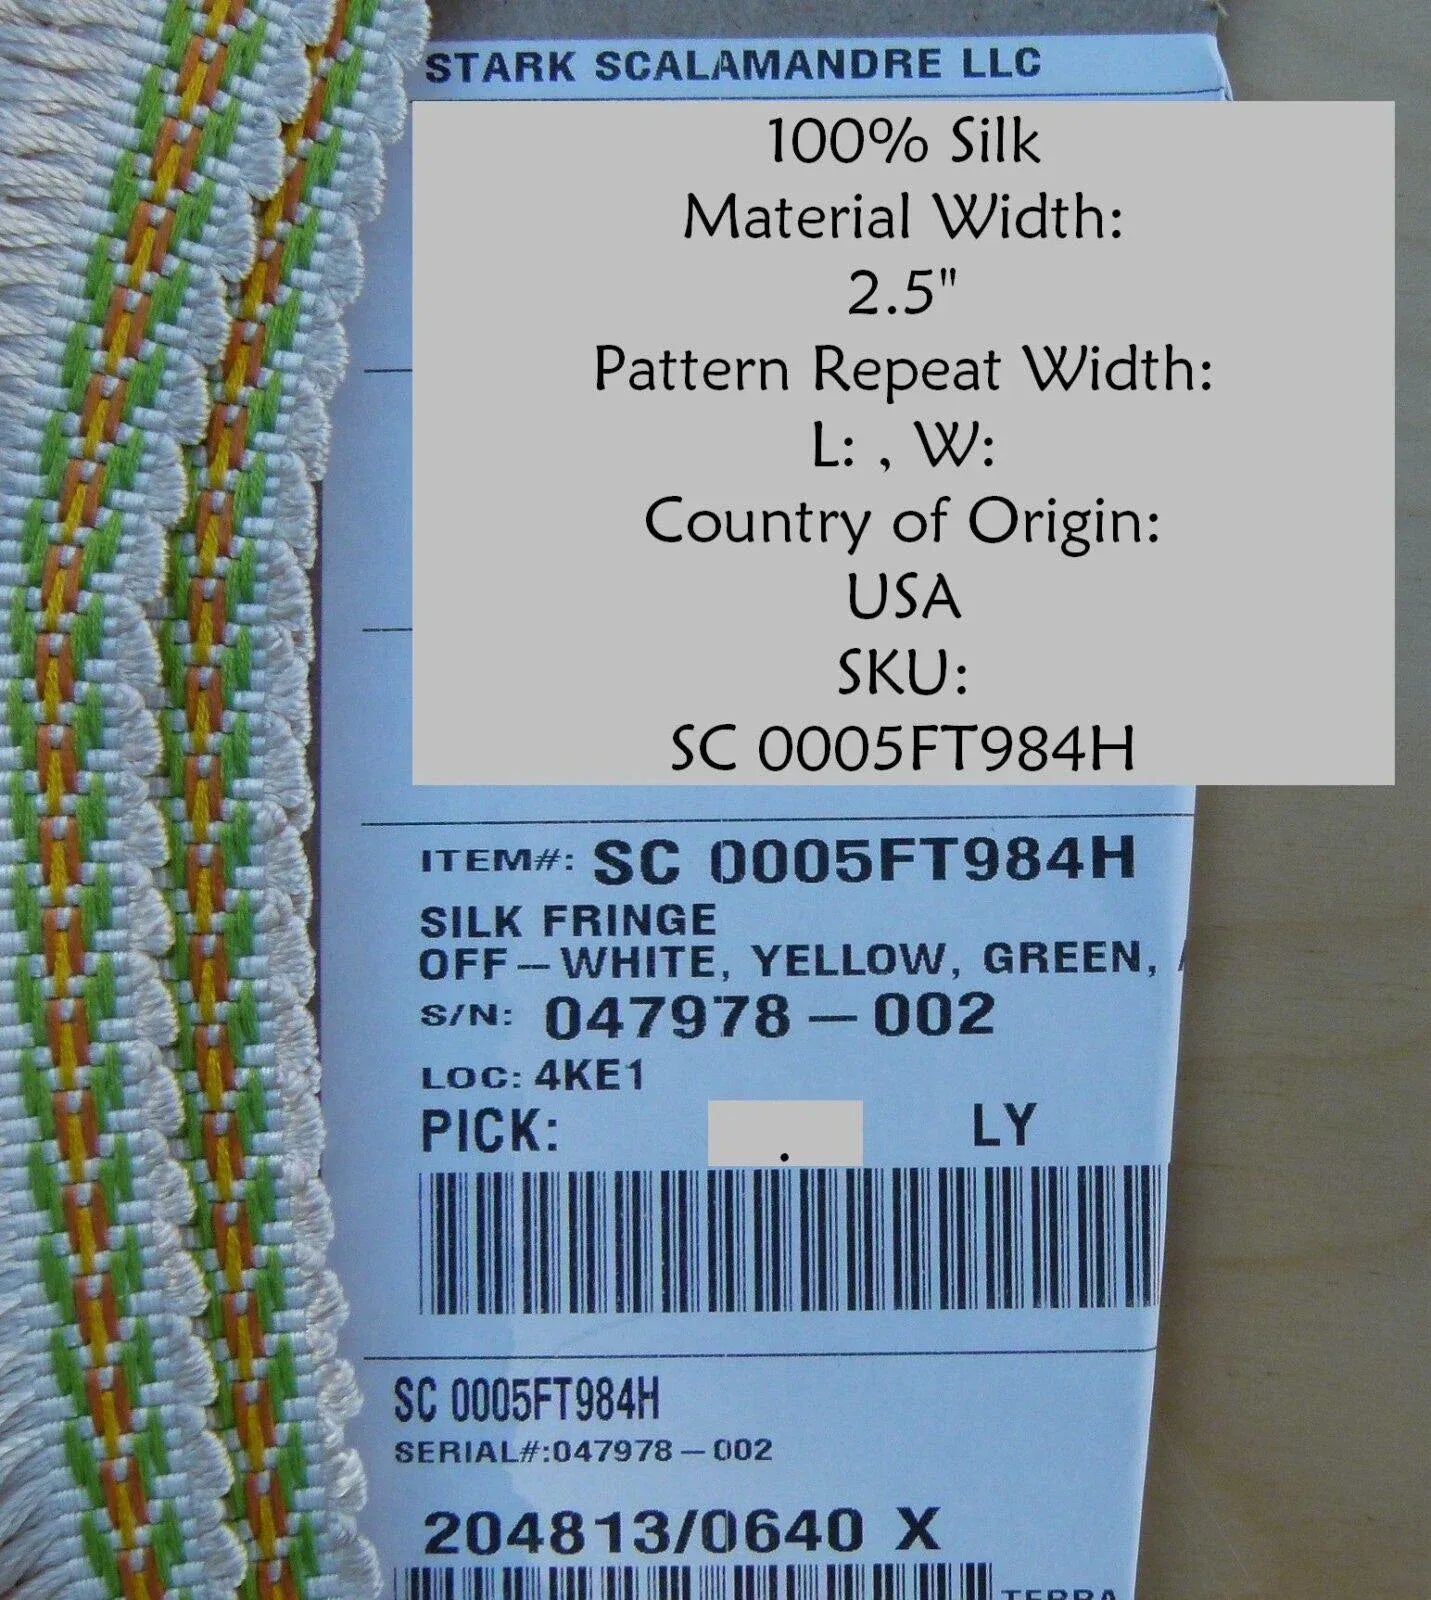 STARK SCALAMANDRE LLC
100% Silk
Material Width:
2.5"
Pattern Repeat Width:
L: , W:
Country of Origin:
USA
SKU:
SC 0005FT984H
ITEM#: SC 0005FT984H
SILK FRINGE
OFF-WHITE, YELLOW, GREEN,
S/N: 047978-002
LOC: 4KE1
PICK: . LY
SC 0005FT984H
SERIAL#:047978-002
204813/0640 X
TERRA